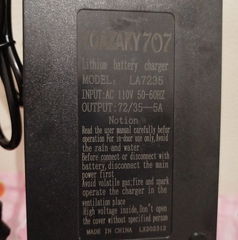 GAZAKY707
Lithium battery charger
MODEL: LA7235
INPUT:AC 110V 50-60HZ
OUTPUT:72/35—5A
Notion
Read the user manual carefully before
operation For in-door use only, Avoid
the rain and water.
Before connect or disconnect with
battery, disconnect the main
power first
Avoid volatile gas; fire and spark
operate the charger in the
ventilation place
High voltage inside, Don't open
the cover without specified person
MADE IN CHINA